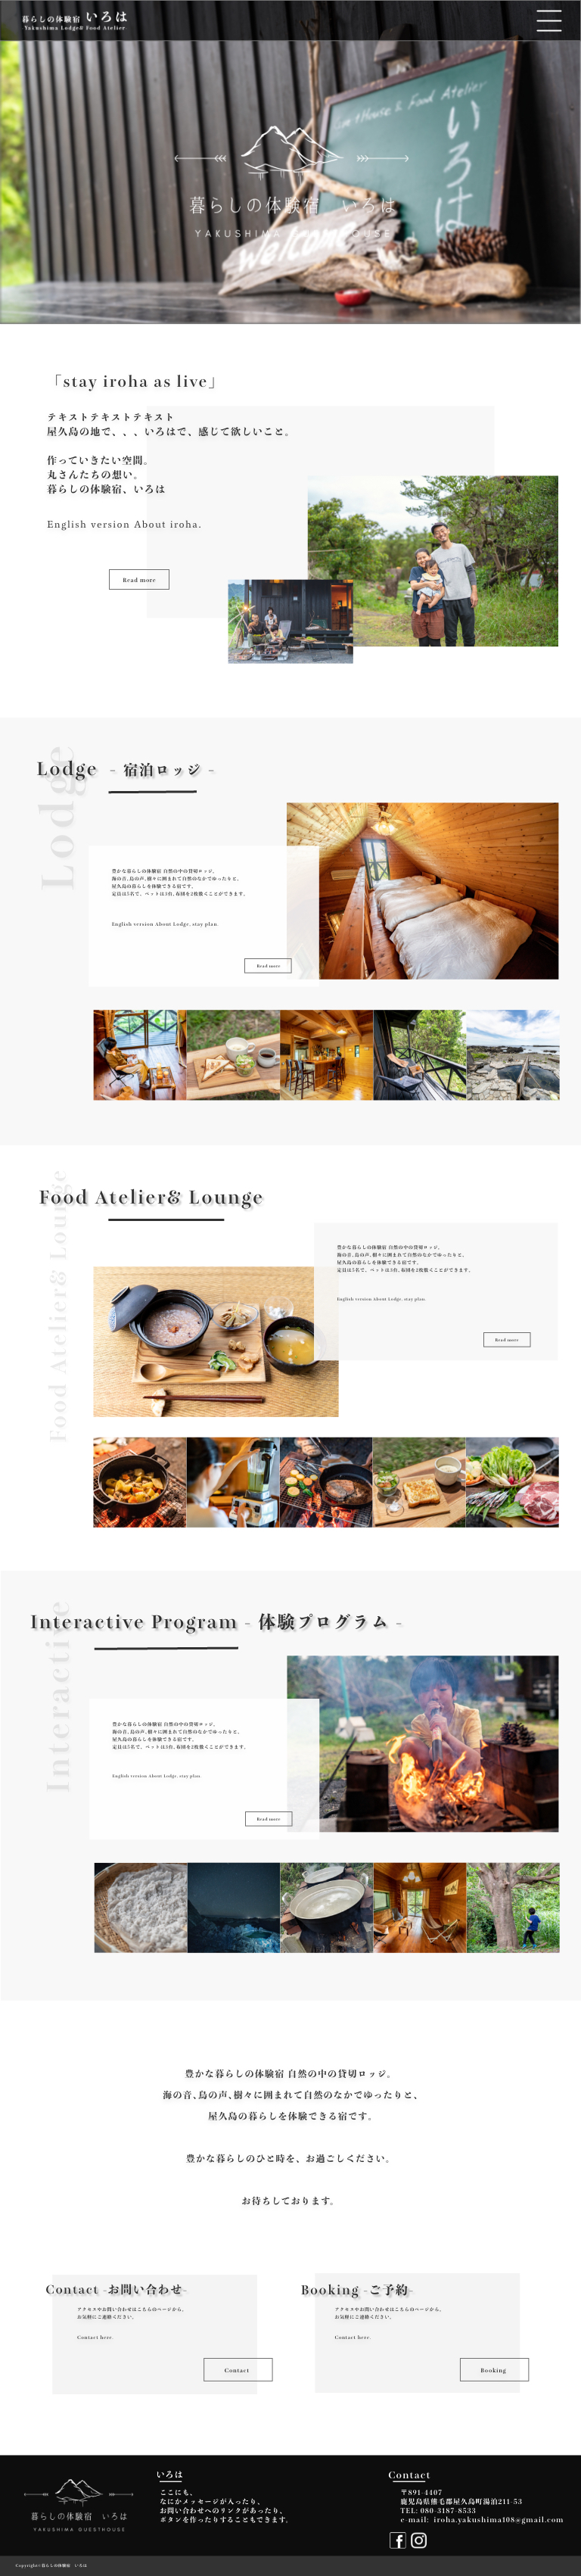 暮らしの体験宿 いろは
Yakushima Lodge& Food Atelier
GuestHouse & Food Atelier
いろは
暮らしの体験宿 いろは
YAKUSHIMA GUESTHOUSE
Welcome
「stay iroha as live」
テキストテキストテキスト
屋久島の地で、、、いろはで、感じて欲しいこと。
作っていきたい空間。
丸さんたちの想い。
暮らしの体験宿、いろは
English version About iroha.
Read more
Lodge
Lodge - 宿泊ロッジ -
豊かな暮らしの体験宿 自然の中の貸切ロッジ。
海の音、鳥の声、樹々に囲まれて自然のなかでゆったりと、
屋久島の暮らしを体験できる宿です。
定員は5名で、ベットは3台、布団を2枚敷くことができます。
English version About Lodge, stay plan.
Read more
Food Atelier& Lounge
Food Atelier& Lounge
豊かな暮らしの体験宿 自然の中の貸切ロッジ。
海の音、鳥の声、樹々に囲まれて自然のなかでゆったりと、
屋久島の暮らしを体験できる宿です。
定員は5名で、ベットは3台、布団を2枚敷くことができます。
English version About Lodge, stay plan.
Read more
Interactive
Interactive Program - 体験プログラム -
豊かな暮らしの体験宿 自然の中の貸切ロッジ。
海の音、鳥の声、樹々に囲まれて自然のなかでゆったりと、
屋久島の暮らしを体験できる宿です。
定員は5名で、ベットは3台、布団を2枚敷くことができます。
English version About Lodge, stay plan.
Read more
豊かな暮らしの体験宿 自然の中の貸切ロッジ。
海の音、鳥の声、樹々に囲まれて自然のなかでゆったりと、
屋久島の暮らしを体験できる宿です。
豊かな暮らしのひと時を、お過ごしください。
お待ちしております。
Contact -お問い合わせ-
アクセスやお問い合わせはこちらのページから。
お気軽にご連絡ください。
Contact here.
Contact
Booking -ご予約-
アクセスやお問い合わせはこちらのページから。
お気軽にご連絡ください。
Contact here.
Booking
暮らしの体験宿 いろは
YAKUSHIMA GUESTHOUSE
いろは
ここにも、
なにかメッセージが入ったり、
お問い合わせへのリンクがあったり、
ボタンを作ったりすることもできます。
Contact
〒891-4407
鹿児島県熊毛郡屋久島町湯泊211-53
TEL: 080-3187-8533
e-mail: iroha.yakushima108@gmail.com
Copyright©暮らしの体験宿 いろは